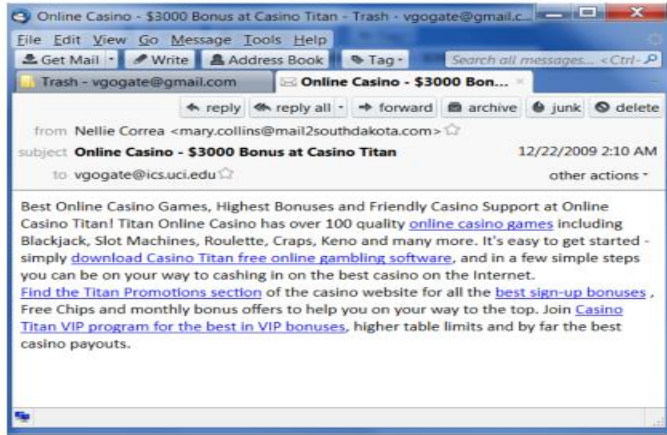 Online Casino - $3000 Bonus at Casino Titan - Trash - vgogate@gmail.c...
File Edit View Go Message Tools Help
Get Mail Write Address Book Tag Search all messages... <Ctrl-
Trash - vgogate@gmail.com Online Casino - $3000 Bon...
reply reply all forward archive junk delete
from Nellie Correa <mary.collins@mail2southdakota.com>
subject Online Casino - $3000 Bonus at Casino Titan 12/22/2009 2:10 AM
to vgogate@ics.uci.edu other actions
Best Online Casino Games, Highest Bonuses and Friendly Casino Support at Online
Casino Titan! Titan Online Casino has over 100 quality online casino games including
Blackjack, Slot Machines, Roulette, Craps, Keno and many more. It's easy to get started -
simply download Casino Titan free online gambling software, and in a few simple steps
you can be on your way to cashing in on the best casino on the Internet.
Find the Titan Promotions section of the casino website for all the best sign-up bonuses ,
Free Chips and monthly bonus offers to help you on your way to the top. Join Casino
Titan VIP program for the best in VIP bonuses, higher table limits and by far the best
casino payouts.